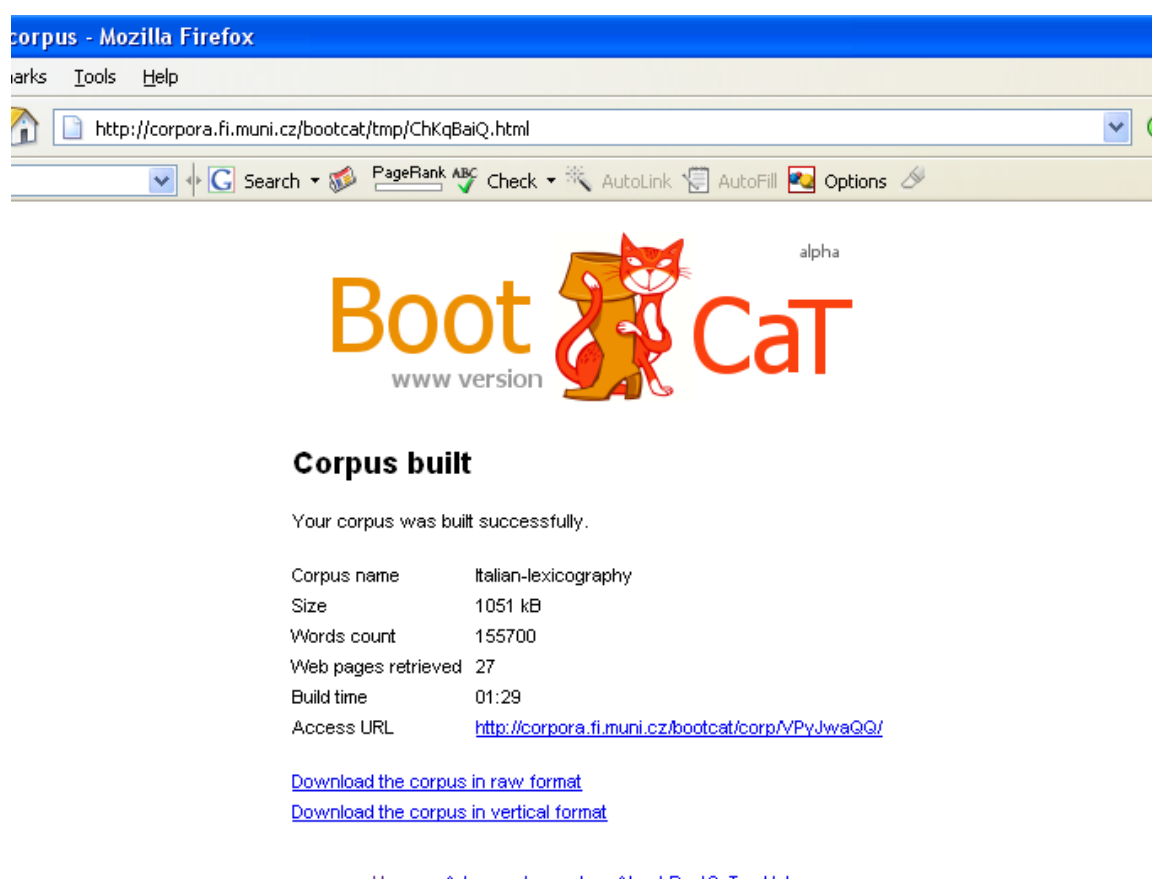 corpus - Mozilla Firefox
Tools Help
http://corpora.fi.muni.cz/bootcat/tmp/ChKqBaiQ.html
G Search PageRank ABC Check AutoLink AutoFill Options
alpha
Boot CaT
www version
Corpus built
Your corpus was built successfully.
Corpus name Italian-lexicography
Size 1051 kB
Words count 155700
Web pages retrieved 27
Build time 01:29
Access URL http://corpora.fi.muni.cz/bootcat/corp/VPyJwaQQ/
Download the corpus in raw format
Download the corpus in vertical format